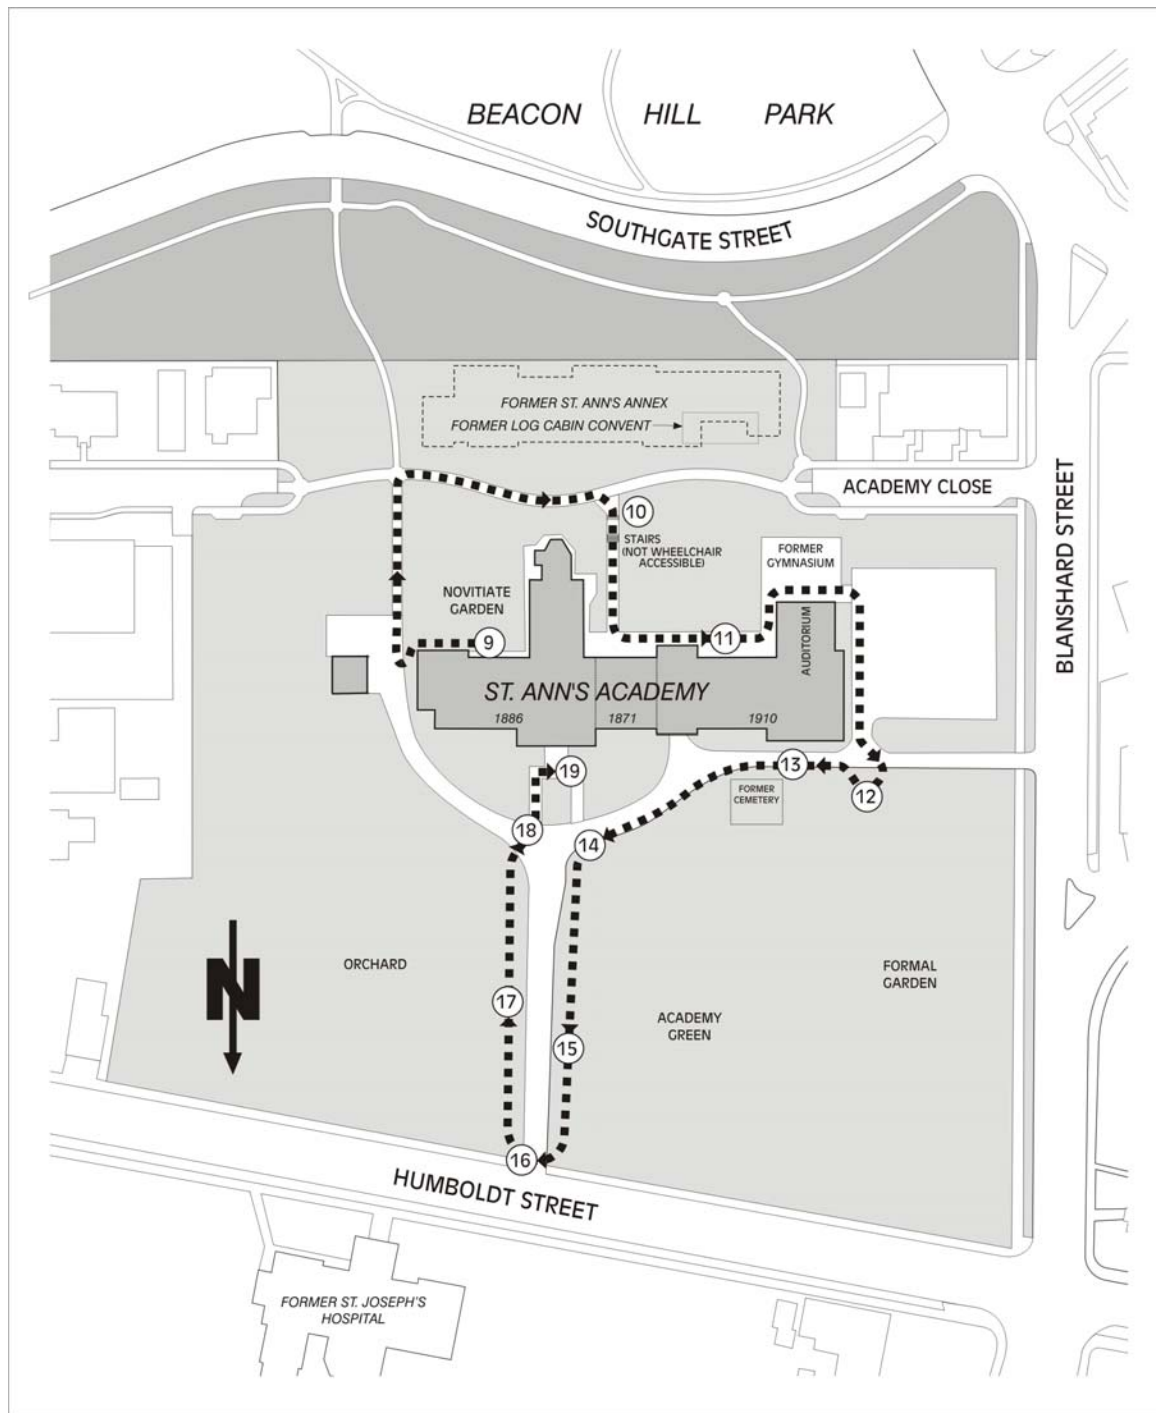 BEACON HILL PARK
SOUTHGATE STREET
FORMER ST. ANN'S ANNEX
FORMER LOG CABIN CONVENT
ACADEMY CLOSE
BLANSHARD STREET
10
STAIRS
(NOT WHEELCHAIR
ACCESSIBLE)
FORMER
GYMNASIUM
NOVITIATE
GARDEN
9
11
AUDITORIUM
ST. ANN'S ACADEMY
1886
1871
1910
19
13
12
FORMER
CEMETERY
18
14
ORCHARD
N
FORMAL
GARDEN
17
ACADEMY
GREEN
15
16
HUMBOLDT STREET
FORMER ST. JOSEPH'S
HOSPITAL